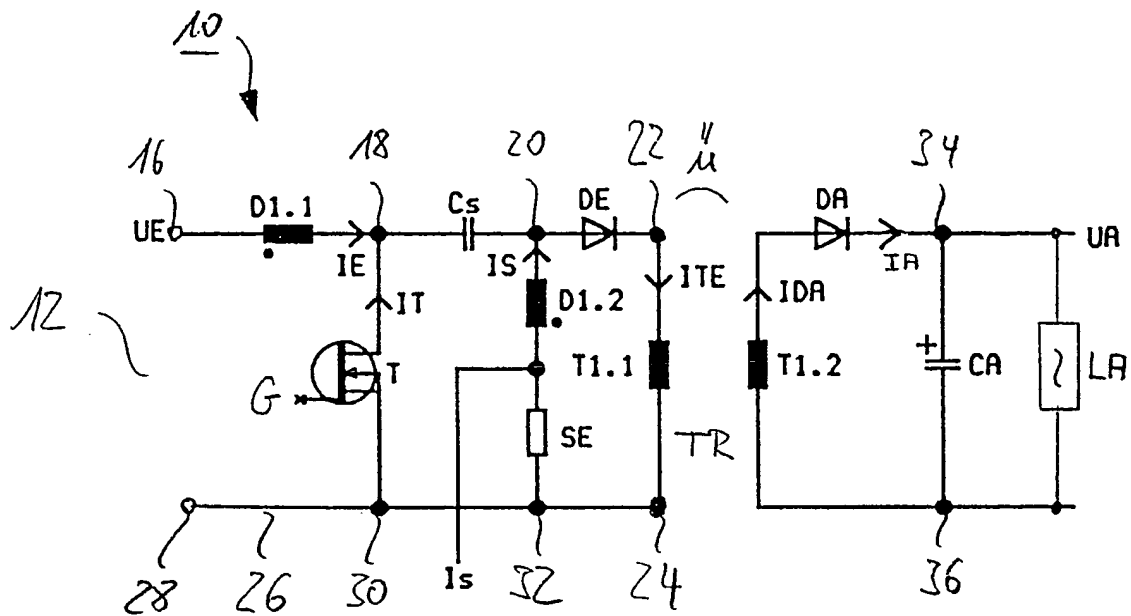 10
16
18
20
22
ü
34
UE
D1.1
IE
Cs
IS
DE
ITE
DA
IA
UA
12
IT
D1.2
IDA
G
T
T1.1
T1.2
+
CA
LA
SE
TR
28
26
30
Is
32
24
36